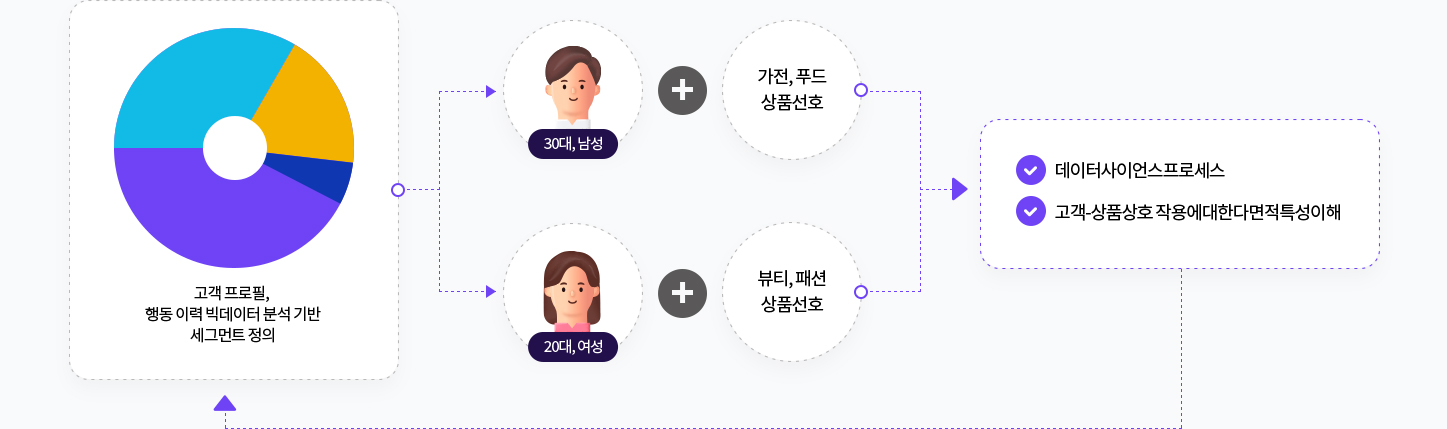 고객 프로필,
행동 이력 빅데이터 분석 기반
세그먼트 정의
30대, 남성
가전, 푸드
상품선호
20대, 여성
뷰티, 패션
상품선호
데이터사이언스프로세스
고객-상품상호 작용에대한다면적특성이해